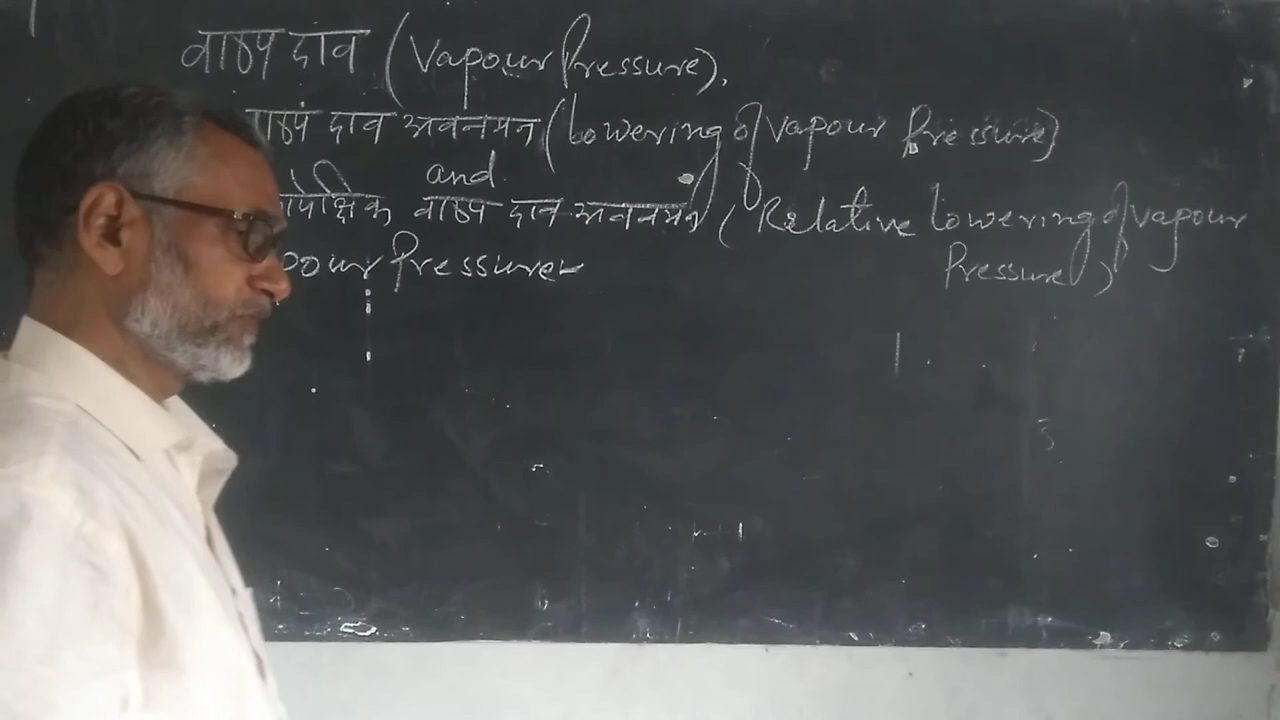 वाष्प दाब (Vapour Pressure),
वाष्प दाब अवनमन (Lowering of vapour Pressure)
and
आपेक्षिक वाष्प दाब अवनमन (Relative Lowering of vapour
Pressure)
pour Pressure